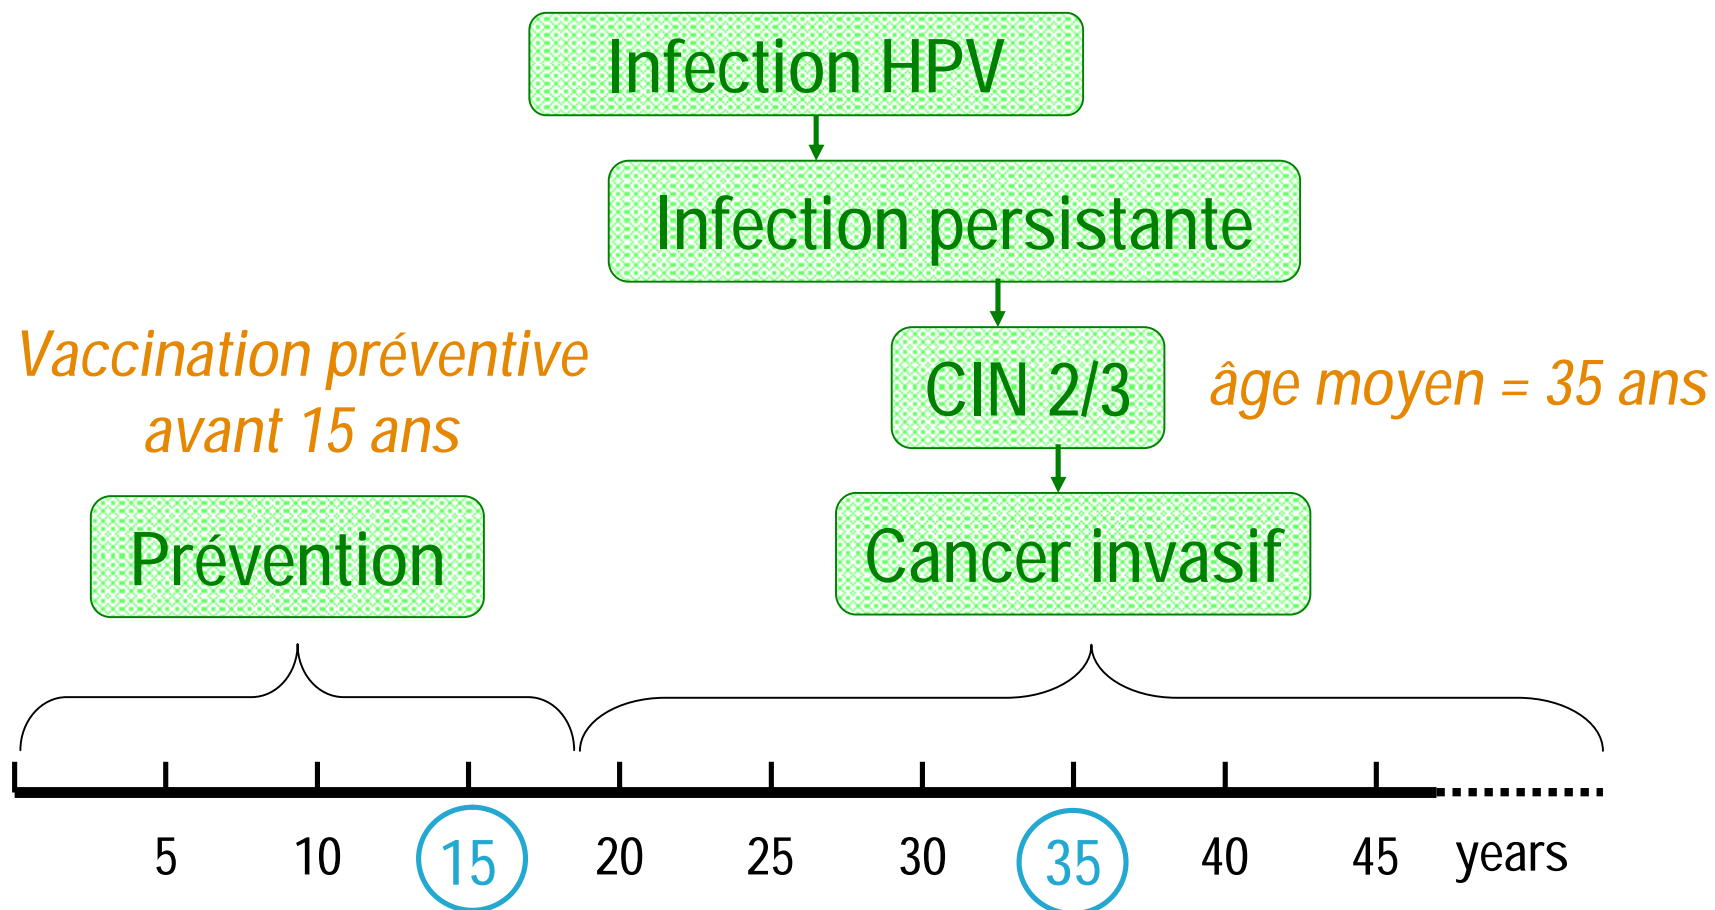 Infection HPV
Infection persistante
Vaccination préventive
avant 15 ans
CIN 2/3
âge moyen = 35 ans
Prévention
Cancer invasif
5 10 15 20 25 30 35 40 45 years